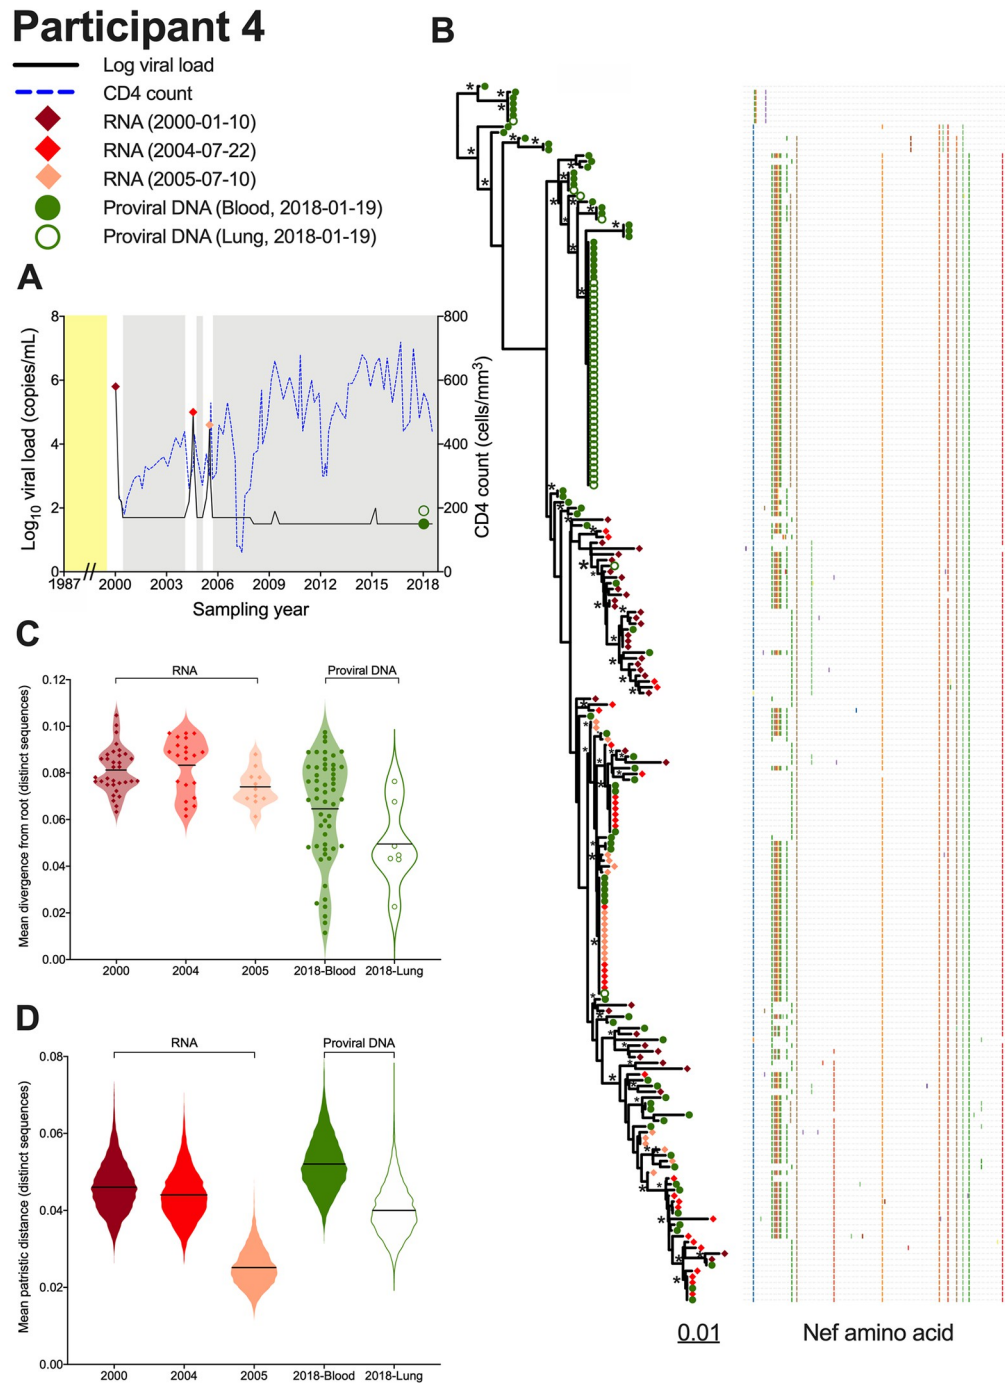 Participant 4
Log viral load
CD4 count
RNA (2000-01-10)
RNA (2004-07-22)
RNA (2005-07-10)
Proviral DNA (Blood, 2018-01-19)
Proviral DNA (Lung, 2018-01-19)
A
Log10 viral load (copies/mL)
8
6
4
2
0
800
600
400
200
0
CD4 count (cells/mm³)
1987 // 2000 2003 2006 2009 2012 2015 2018
Sampling year
B
0.01
Nef amino acid
C
RNA Proviral DNA
Mean divergence from root (distinct sequences)
0.12
0.10
0.08
0.06
0.04
0.02
0.00
2000 2004 2005 2018-Blood 2018-Lung
D
RNA Proviral DNA
Mean patristic distance (distinct sequences)
0.08
0.06
0.04
0.02
0.00
2000 2004 2005 2018-Blood 2018-Lung